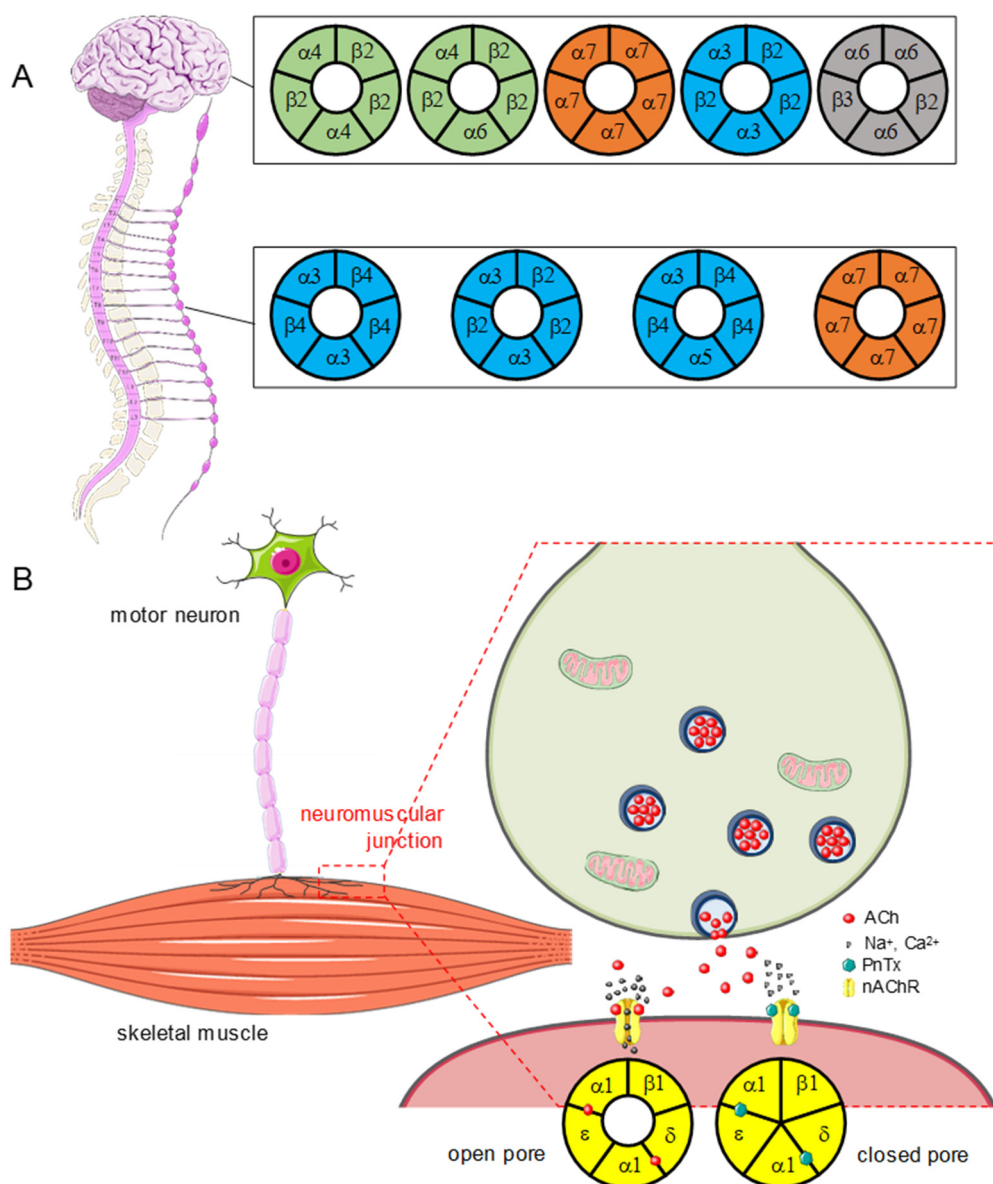 A
α4 β2 α4 β2 α7 α7 α3 β2 α6 α6
β2 β2 β2 β2 α7 α7 β2 β2 β3 β2
α4 α6 α7 α3 α6
α3 β4 α3 β2 α3 β4 α7 α7
β4 β4 β2 β2 β4 β4 α7 α7
α3 α3 α5 α7
B
motor neuron
neuromuscular
junction
skeletal muscle
ACh
Na⁺, Ca²⁺
PnTx
nAChR
α1 β1 α1 β1
ε δ ε δ
α1 α1
open pore
closed pore